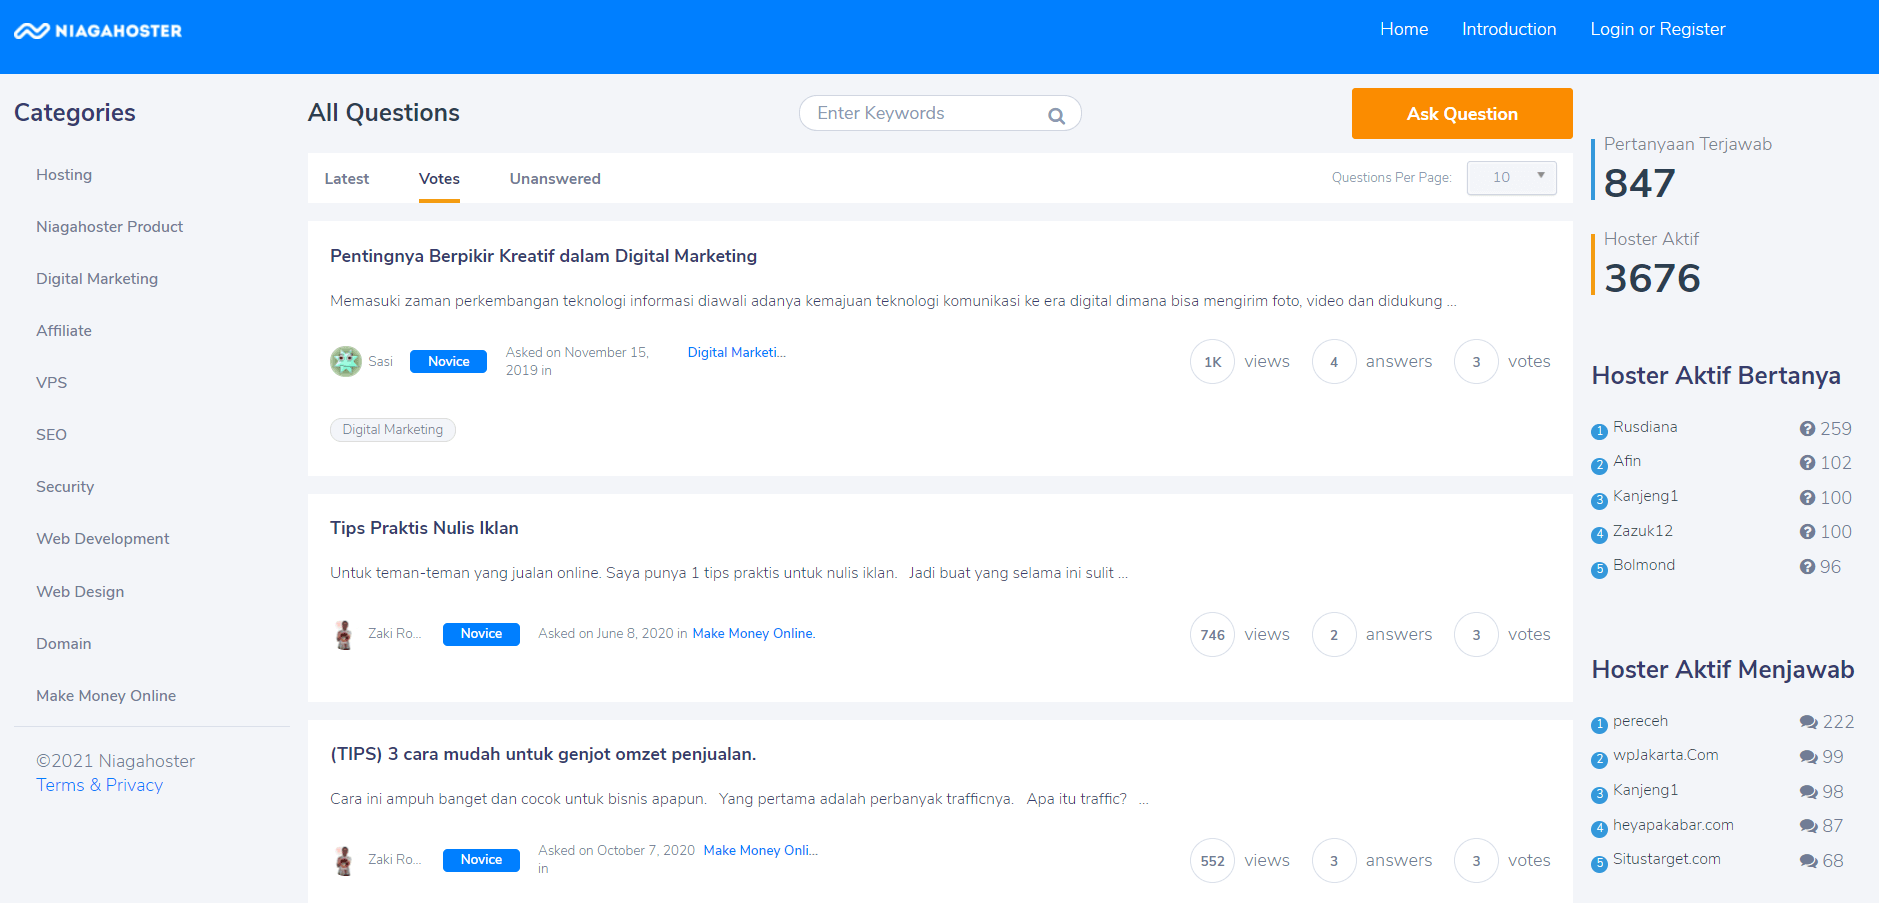 NIAGAHOSTER
Home Introduction Login or Register
Categories
Hosting
Niagahoster Product
Digital Marketing
Affiliate
VPS
SEO
Security
Web Development
Web Design
Domain
Make Money Online
©2021 Niagahoster
Terms & Privacy
All Questions
Enter Keywords
Ask Question
Latest Votes Unanswered
Questions Per Page: 10
Pentingnya Berpikir Kreatif dalam Digital Marketing
Memasuki zaman perkembangan teknologi informasi diawali adanya kemajuan teknologi komunikasi ke era digital dimana bisa mengirim foto, video dan didukung ...
Sasi Novice Asked on November 15, 2019 in Digital Marketi...
1K views 4 answers 3 votes
Digital Marketing
Tips Praktis Nulis Iklan
Untuk teman-teman yang jualan online. Saya punya 1 tips praktis untuk nulis iklan. Jadi buat yang selama ini sulit ...
Zaki Ro... Novice Asked on June 8, 2020 in Make Money Online.
746 views 2 answers 3 votes
(TIPS) 3 cara mudah untuk genjot omzet penjualan.
Cara ini ampuh banget dan cocok untuk bisnis apapun. Yang pertama adalah perbanyak trafficnya. Apa itu traffic? ...
Zaki Ro... Novice Asked on October 7, 2020 in Make Money Onli...
552 views 3 answers 3 votes
Pertanyaan Terjawab
847
Hoster Aktif
3676
Hoster Aktif Bertanya
1 Rusdiana 259
2 Afin 102
3 Kanjeng1 100
4 Zazuk12 100
5 Bolmond 96
Hoster Aktif Menjawab
1 pereceh 222
2 wpJakarta.Com 99
3 Kanjeng1 98
4 heyapakabar.com 87
5 Situstarget.com 68